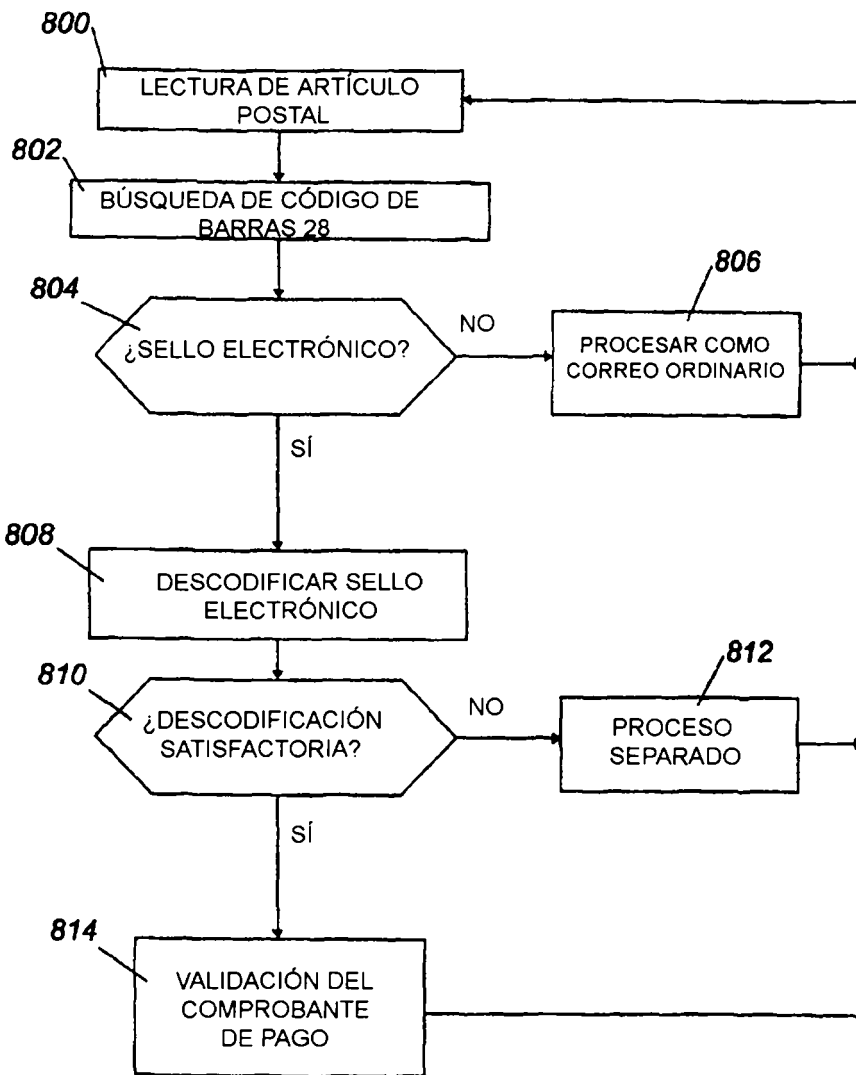 800
LECTURA DE ARTÍCULO
POSTAL
802
BÚSQUEDA DE CÓDIGO DE
BARRAS 28
804
¿SELLO ELECTRÓNICO?
NO
806
PROCESAR COMO
CORREO ORDINARIO
SÍ
808
DESCODIFICAR SELLO
ELECTRÓNICO
810
¿DESCODIFICACIÓN
SATISFACTORIA?
NO
812
PROCESO
SEPARADO
SÍ
814
VALIDACIÓN DEL
COMPROBANTE
DE PAGO